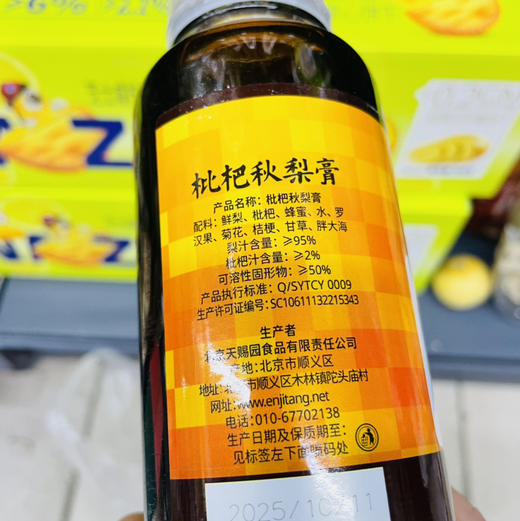 枇杷秋梨膏
产品名称: 枇杷秋梨膏
配料: 鲜梨、枇杷、蜂蜜、水、罗
汉果、菊花、桔梗、甘草、胖大海
梨汁含量: ≥95%
枇杷汁含量: ≥2%
可溶性固形物: ≥50%
产品执行标准: Q/SYTCY 0009
生产许可证编号: SC10611132215343
生产者
北京天赐园食品有限责任公司
产地: 北京市顺义区
地址: 北京市顺义区木林镇陀头庙村
网址: www.enjitang.net
电话: 010-67702138
生产日期及保质期至:
见标签左下面喷码处
2025/10/11